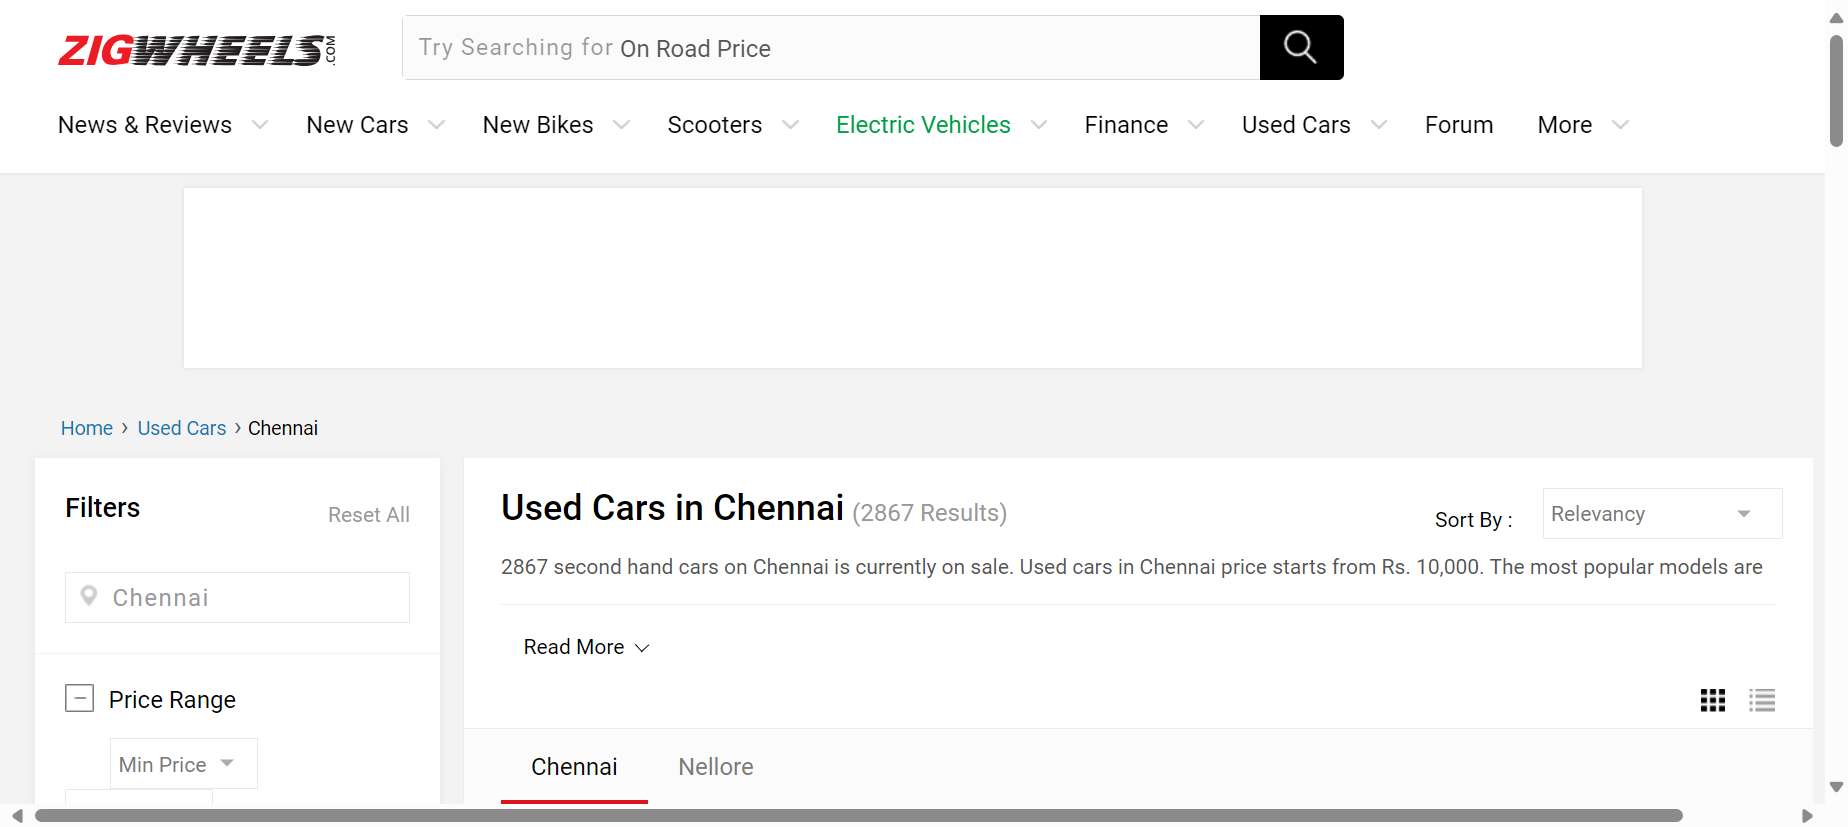 ZIGWHEELS.COM
Try Searching for On Road Price
News & Reviews New Cars New Bikes Scooters Electric Vehicles Finance Used Cars Forum More
Home › Used Cars › Chennai
Filters
Reset All
Chennai
Price Range
Min Price
Used Cars in Chennai (2867 Results)
Sort By :
Relevancy
2867 second hand cars on Chennai is currently on sale. Used cars in Chennai price starts from Rs. 10,000. The most popular models are
Read More
Chennai Nellore